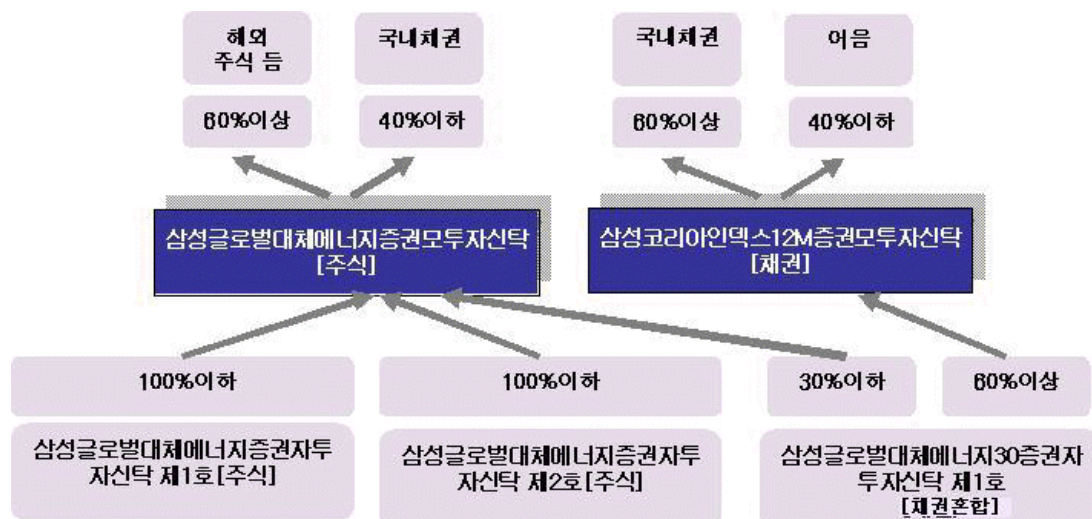 해외
주식 등
국내채권
국내채권
어음
60%이상
40%이하
60%이상
40%이하
삼성글로벌대체에너지증권모투자신탁
[주식]
삼성코리아인덱스12M증권모투자신탁
[채권]
100%이하
100%이하
30%이하
60%이상
삼성글로벌대체에너지증권자투
자신탁 제1호[주식]
삼성글로벌대체에너지증권자투
자신탁 제2호[주식]
삼성글로벌대체에너지30증권자
투자신탁 제1호
[채권혼합]